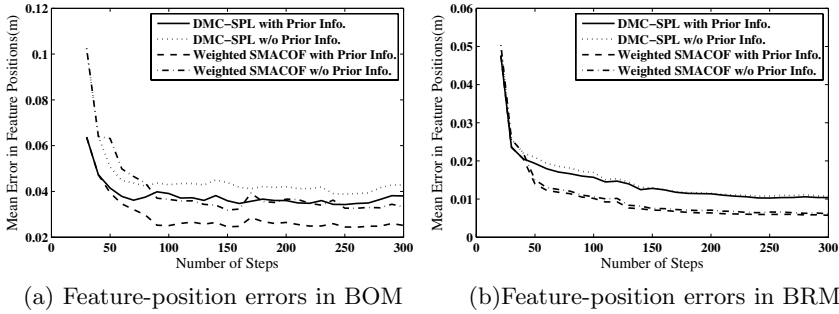 0.12
0.1
0.08
0.06
0.04
0.02
Mean Error in Feature Positions(m)
DMC−SPL with Prior Info.
DMC−SPL w/o Prior Info.
Weighted SMACOF with Prior Info.
Weighted SMACOF w/o Prior Info.
0 50 100 150 200 250 300
Number of Steps
(a) Feature-position errors in BOM
0.06
0.05
0.04
0.03
0.02
0.01
0
Mean Error in Feature Positions(m)
DMC−SPL with Prior Info.
DMC−SPL w/o Prior Info.
Weighted SMACOF with Prior Info.
Weighted SMACOF w/o Prior Info.
0 50 100 150 200 250 300
Number of Steps
(b)Feature-position errors in BRM